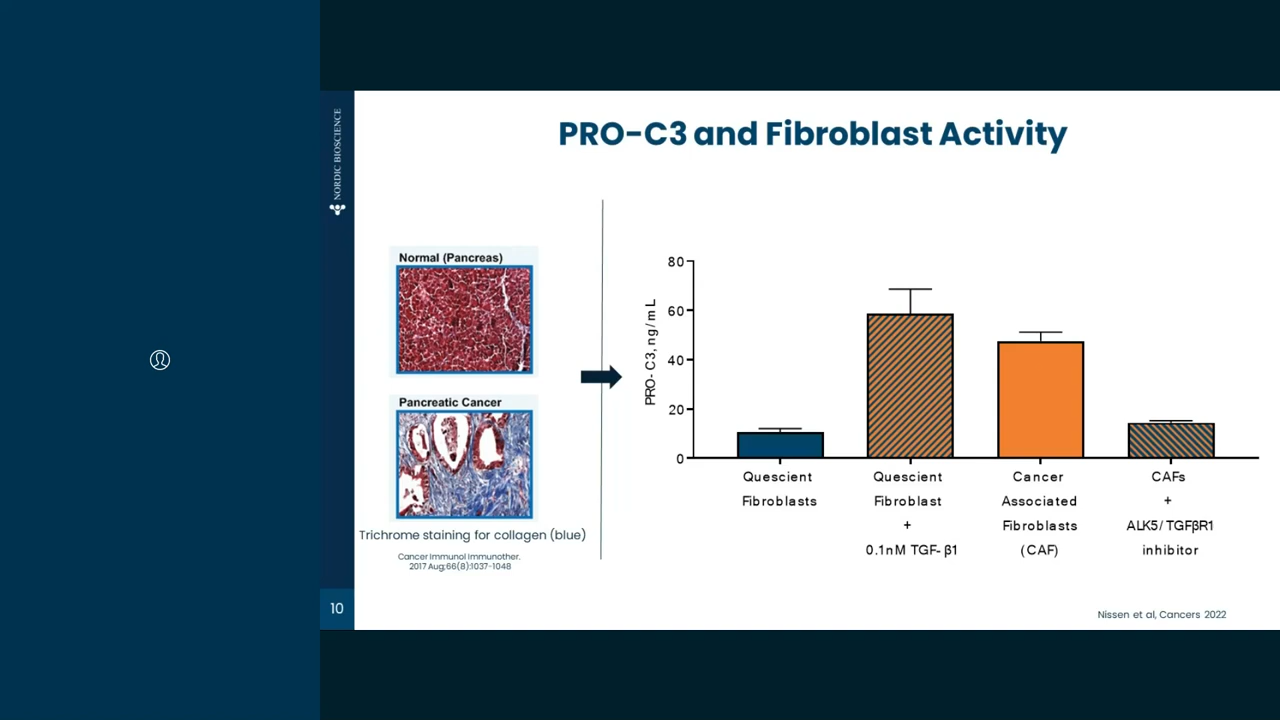 PRO-C3 and Fibroblast Activity
NORDIC BIOSCIENCE
Normal (Pancreas)
Pancreatic Cancer
Trichrome staining for collagen (blue)
Cancer Immunol Immunother.
2017 Aug;66(8):1037-1048
PRO- C3, ng/mL
80
60
40
20
0
Quescient
Fibroblasts
Quescient
Fibroblast
+
0.1nM TGF- β1
Cancer
Associated
Fibroblasts
(CAF)
CAFs
+
ALK5/ TGFβR1
inhibitor
10
Nissen et al, Cancers 2022